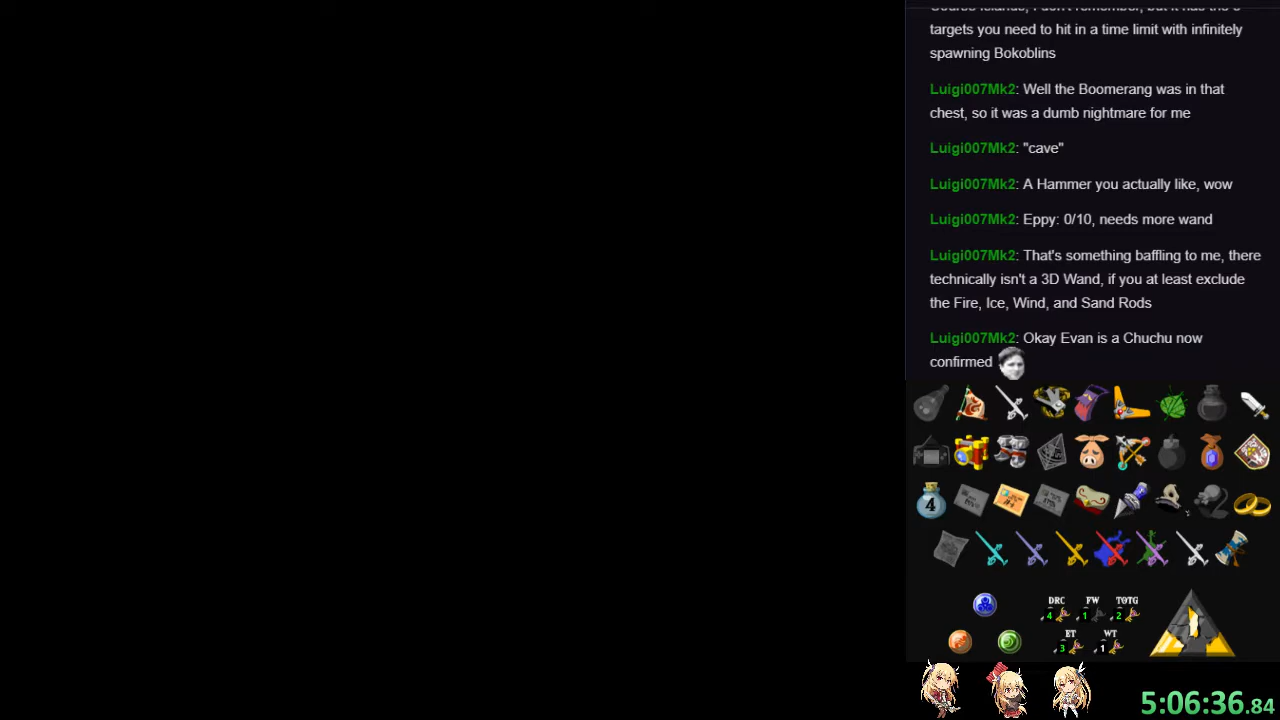 targets you need to hit in a time limit with infinitely
spawning Bokoblins
Luigi007Mk2: Well the Boomerang was in that
chest, so it was a dumb nightmare for me
Luigi007Mk2: "cave"
Luigi007Mk2: A Hammer you actually like, wow
Luigi007Mk2: Eppy: 0/10, needs more wand
Luigi007Mk2: That's something baffling to me, there
technically isn't a 3D Wand, if you at least exclude
the Fire, Ice, Wind, and Sand Rods
Luigi007Mk2: Okay Evan is a Chuchu now
confirmed
4
DRC FW TOTG
4 1 2
ET WT
3 1
5:06:36.84